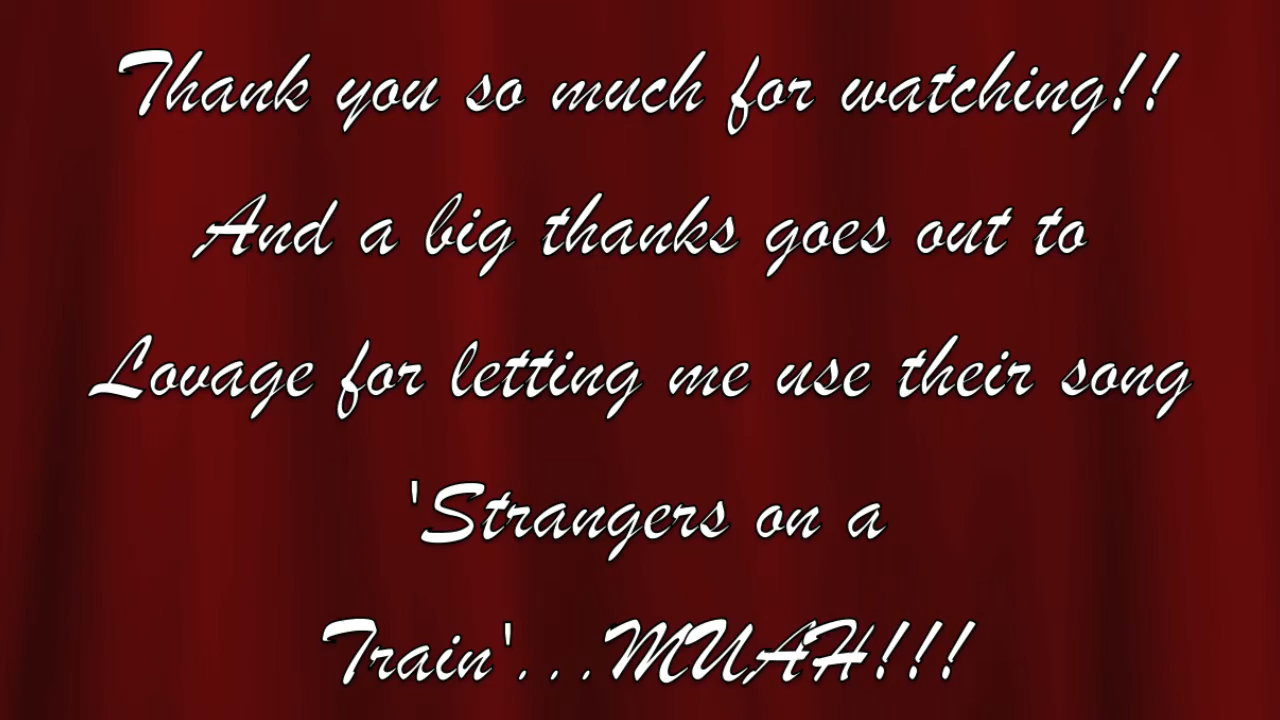 Thank you so much for watching!!
And a big thanks goes out to
Lovage for letting me use their song
'Strangers on a
Train'...MUAH!!!